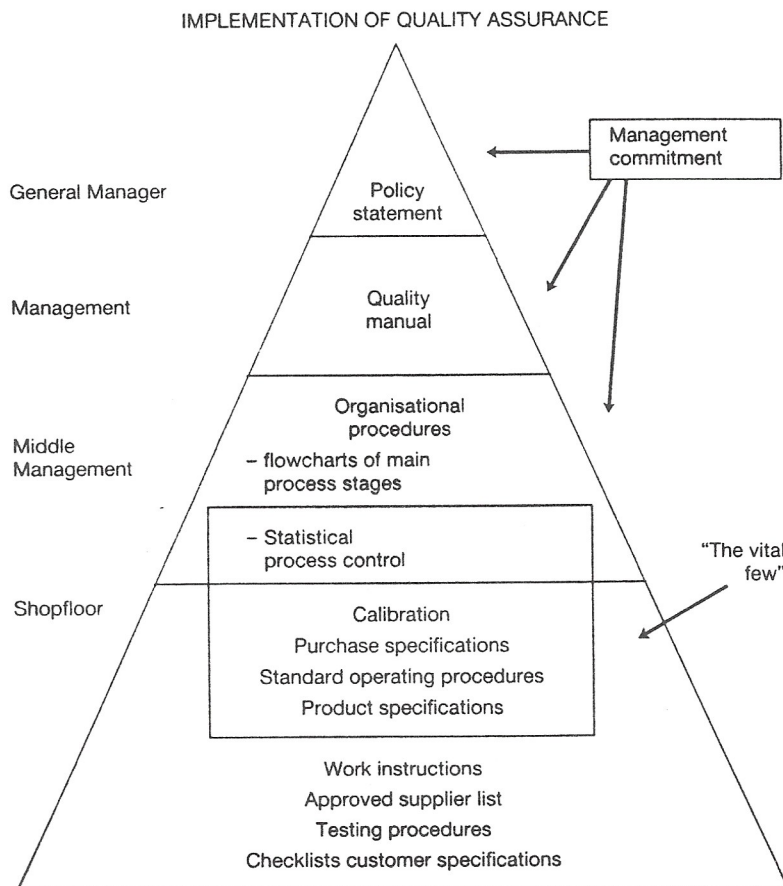 IMPLEMENTATION OF QUALITY ASSURANCE
Management
commitment
General Manager
Policy
statement
Management
Quality
manual
Organisational
procedures
Middle
Management
– flowcharts of main
process stages
– Statistical
process control
"The vital
few"
Shopfloor
Calibration
Purchase specifications
Standard operating procedures
Product specifications
Work instructions
Approved supplier list
Testing procedures
Checklists customer specifications